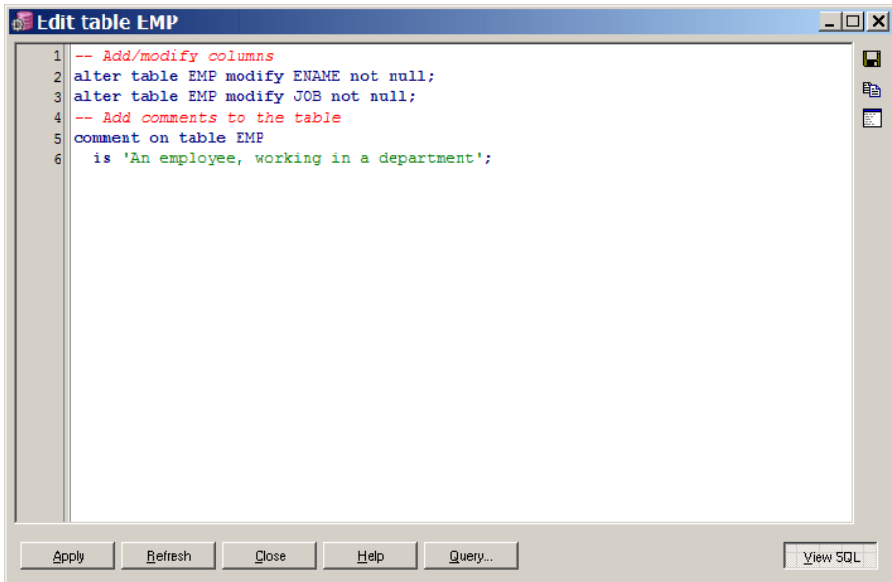 Edit table EMP
1 -- Add/modify columns
2 alter table EMP modify ENAME not null;
3 alter table EMP modify JOB not null;
4 -- Add comments to the table
5 comment on table EMP
6   is 'An employee, working in a department';
Apply Refresh Close Help Query... View SQL